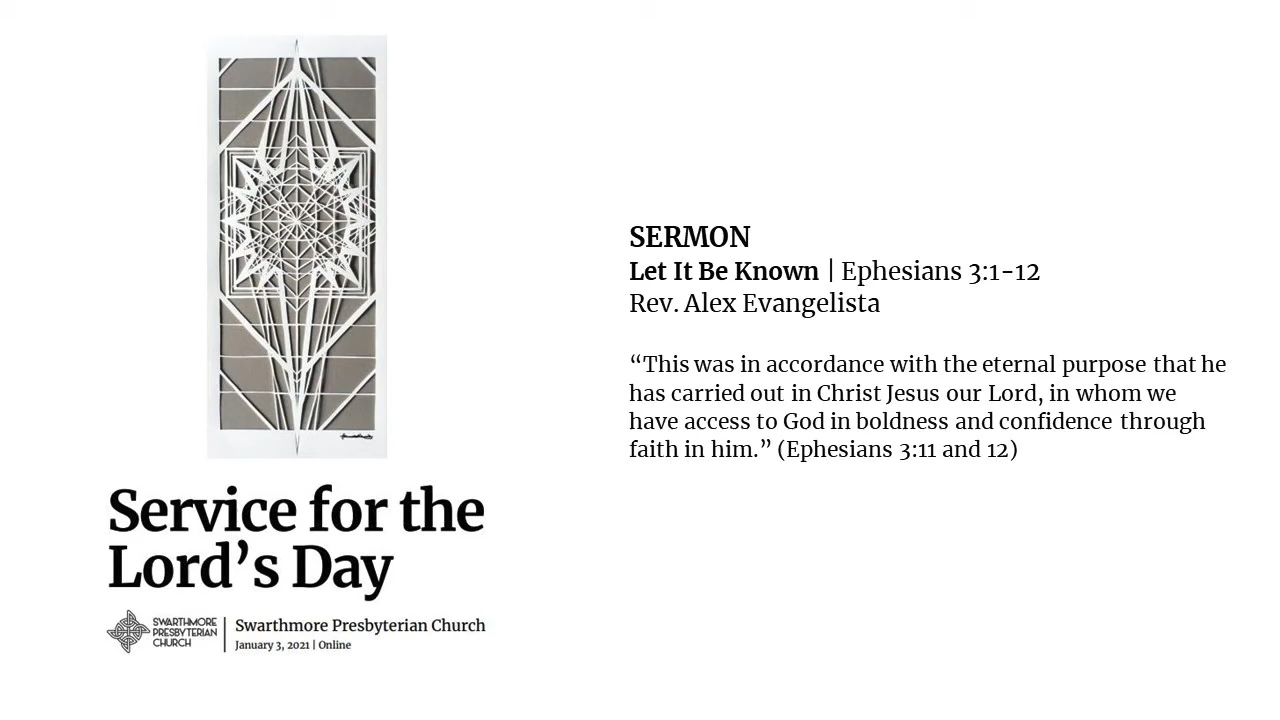 SERMON
Let It Be Known | Ephesians 3:1-12
Rev. Alex Evangelista
“This was in accordance with the eternal purpose that he
has carried out in Christ Jesus our Lord, in whom we
have access to God in boldness and confidence through
faith in him.” (Ephesians 3:11 and 12)
Service for the
Lord’s Day
SWARTHMORE
PRESBYTERIAN
CHURCH
Swarthmore Presbyterian Church
January 3, 2021 | Online